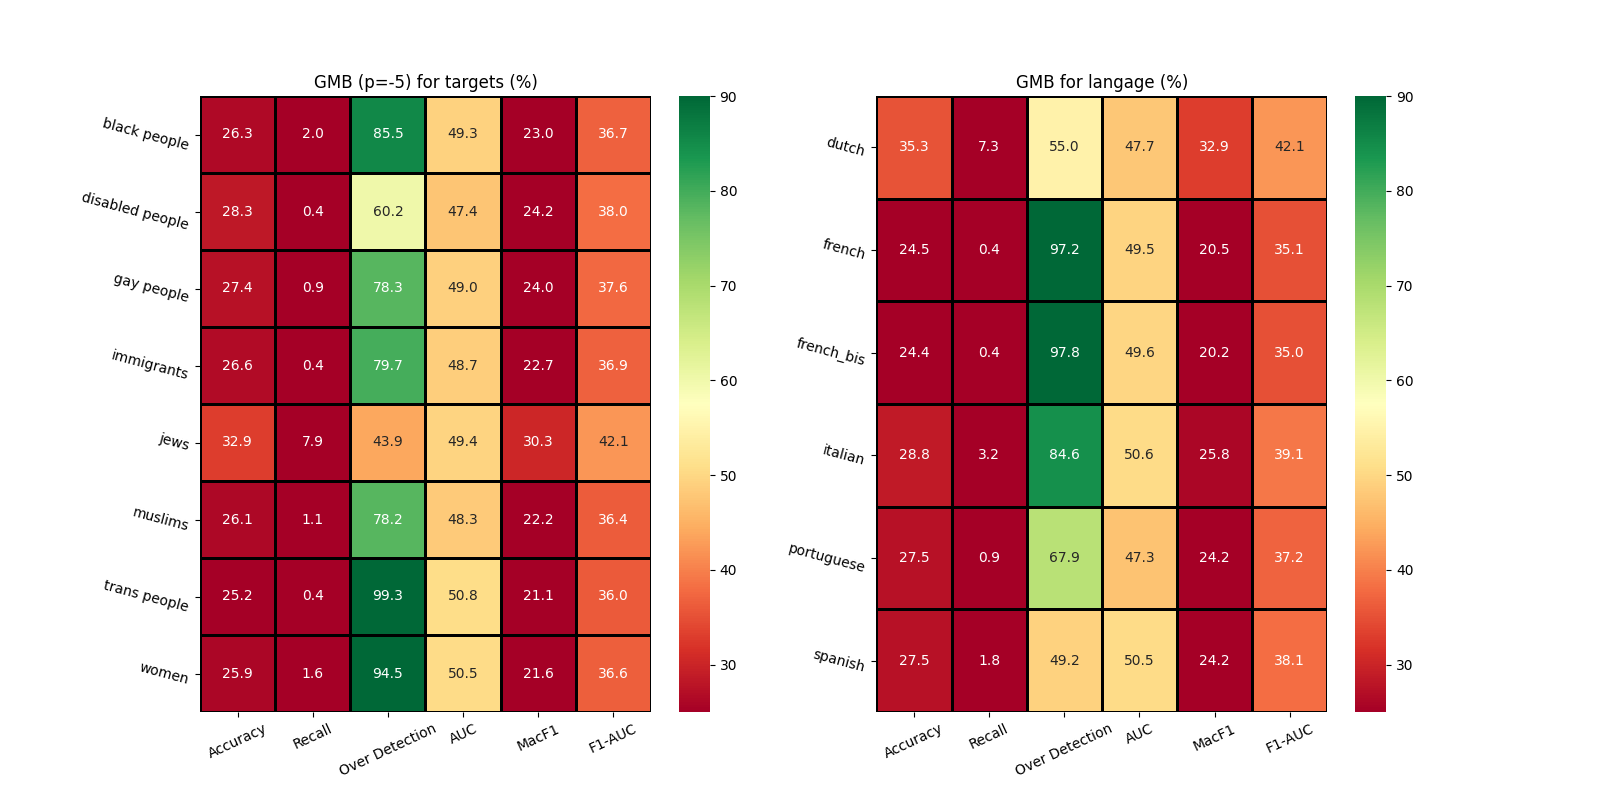 GMB (p=-5) for targets (%)
black people 26.3 2.0 85.5 49.3 23.0 36.7
disabled people 28.3 0.4 60.2 47.4 24.2 38.0
gay people 27.4 0.9 78.3 49.0 24.0 37.6
immigrants 26.6 0.4 79.7 48.7 22.7 36.9
jews 32.9 7.9 43.9 49.4 30.3 42.1
muslims 26.1 1.1 78.2 48.3 22.2 36.4
trans people 25.2 0.4 99.3 50.8 21.1 36.0
women 25.9 1.6 94.5 50.5 21.6 36.6
Accuracy Recall Over Detection AUC MacF1 F1-AUC
90
80
70
60
50
40
30
GMB for langage (%)
dutch 35.3 7.3 55.0 47.7 32.9 42.1
french 24.5 0.4 97.2 49.5 20.5 35.1
french_bis 24.4 0.4 97.8 49.6 20.2 35.0
italian 28.8 3.2 84.6 50.6 25.8 39.1
portuguese 27.5 0.9 67.9 47.3 24.2 37.2
spanish 27.5 1.8 49.2 50.5 24.2 38.1
Accuracy Recall Over Detection AUC MacF1 F1-AUC
90
80
70
60
50
40
30